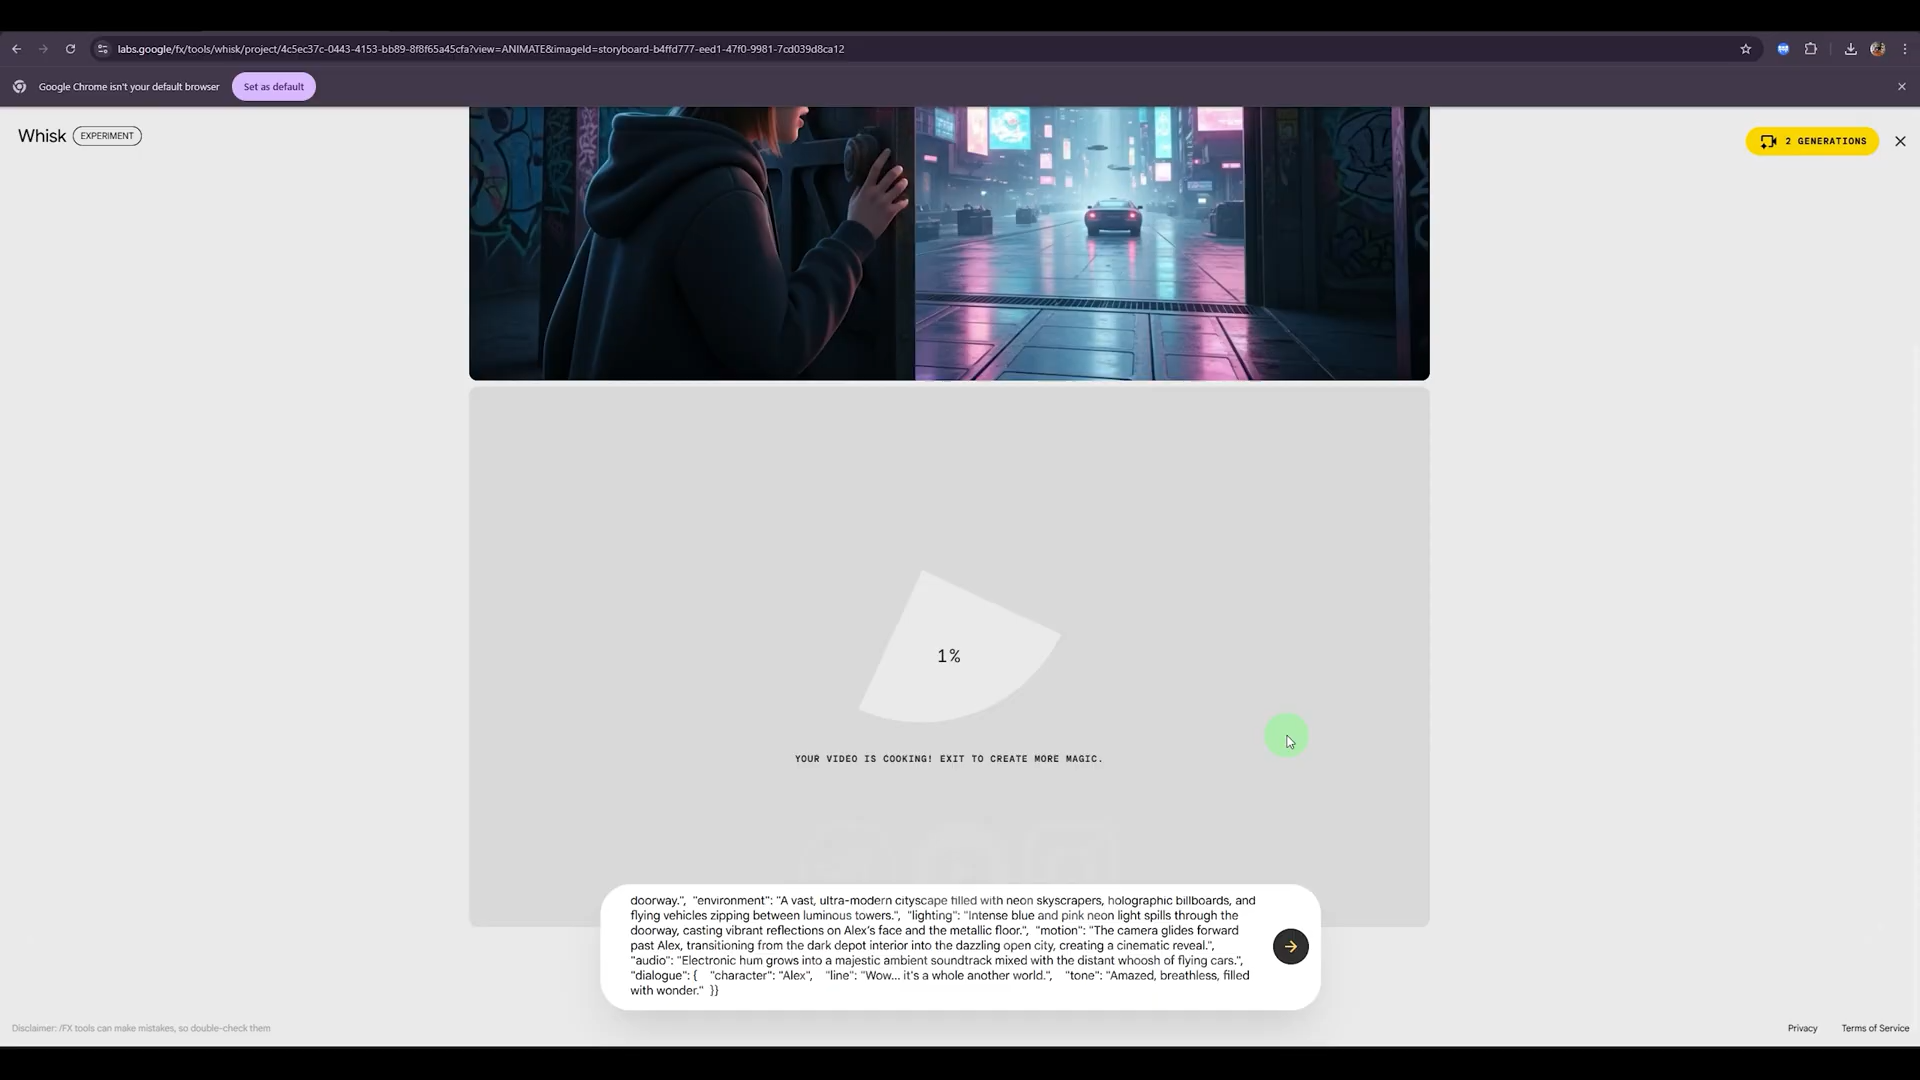 labs.google/fx/tools/whisk/project/4c5ec37c-0443-4153-bb89-8f8f65a45cfa?view=ANIMATE&imageId=storyboard-b4ffd777-eed1-47f0-9981-7cd039d8ca12
Google Chrome isn't your default browser
Set as default
Whisk
EXPERIMENT
2 GENERATIONS
1%
YOUR VIDEO IS COOKING! EXIT TO CREATE MORE MAGIC.
doorway.", "environment": "A vast, ultra-modern cityscape filled with neon skyscrapers, holographic billboards, and
flying vehicles zipping between luminous towers.", "lighting": "Intense blue and pink neon light spills through the
doorway, casting vibrant reflections on Alex's face and the metallic floor.", "motion": "The camera glides forward
past Alex, transitioning from the dark depot interior into the dazzling open city, creating a cinematic reveal.",
"audio": "Electronic hum grows into a majestic ambient soundtrack mixed with the distant whoosh of flying cars.",
"dialogue": { "character": "Alex", "line": "Wow... it's a whole another world.", "tone": "Amazed, breathless, filled
with wonder." }}
Disclaimer: /FX tools can make mistakes, so double-check them
Privacy
Terms of Service